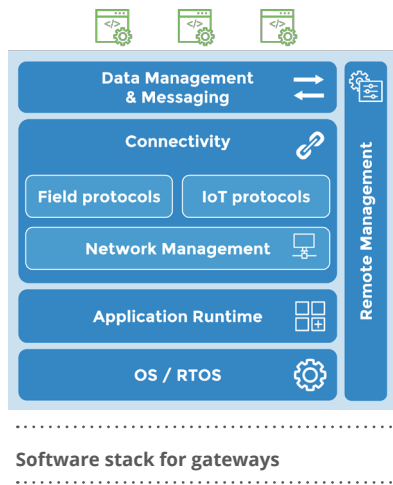 </>
</>
</>
Data Management
& Messaging
Connectivity
Field protocols
IoT protocols
Network Management
Application Runtime
OS / RTOS
Remote Management
Software stack for gateways